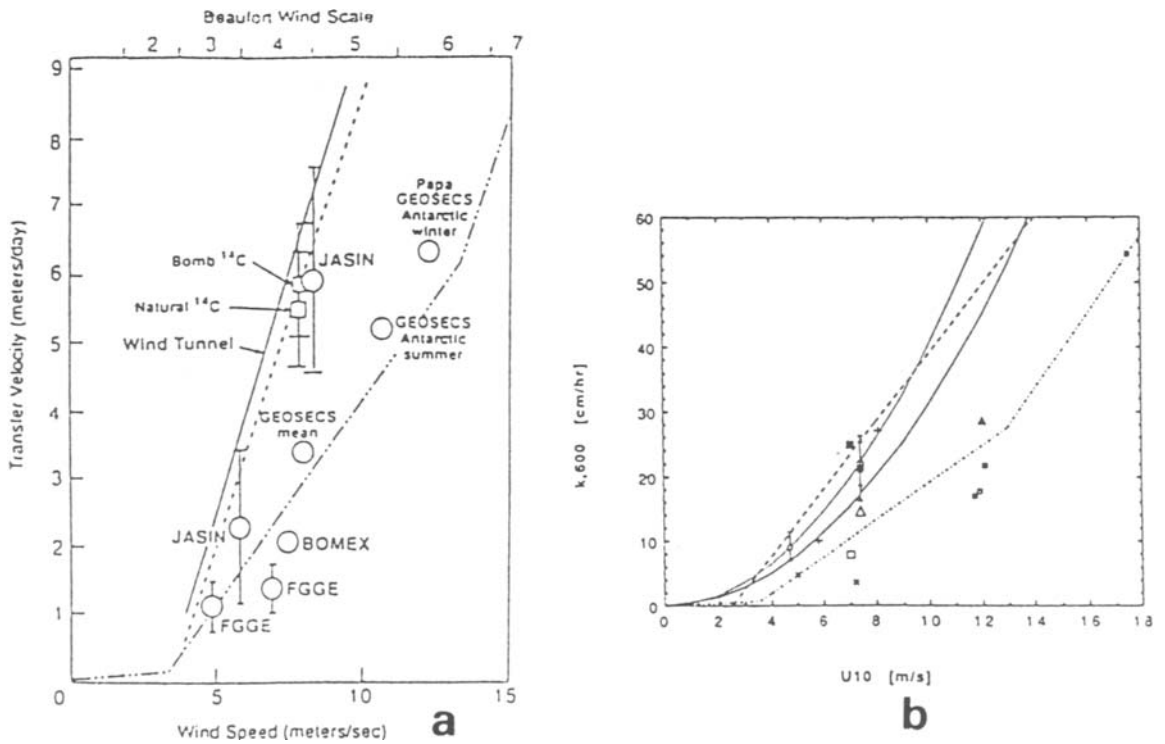 Beaufort Wind Scale
2 3 4 5 6 7
9
8
7
6
5
4
3
2
1
Transfer Velocity (meters/day)
Papa
GEOSECS
Antarctic
winter
JASIN
Bomb ¹⁴C
Natural ¹⁴C
Wind Tunnel
GEOSECS
Antarctic
summer
GEOSECS
mean
JASIN
BOMEX
FGGE
FGGE
5 10 15
Wind Speed (meters/sec)
a
60
50
40
30
20
10
0
k,600 [cm/hr]
0 2 4 6 8 10 12 14 16 18
U10 [m/s]
b